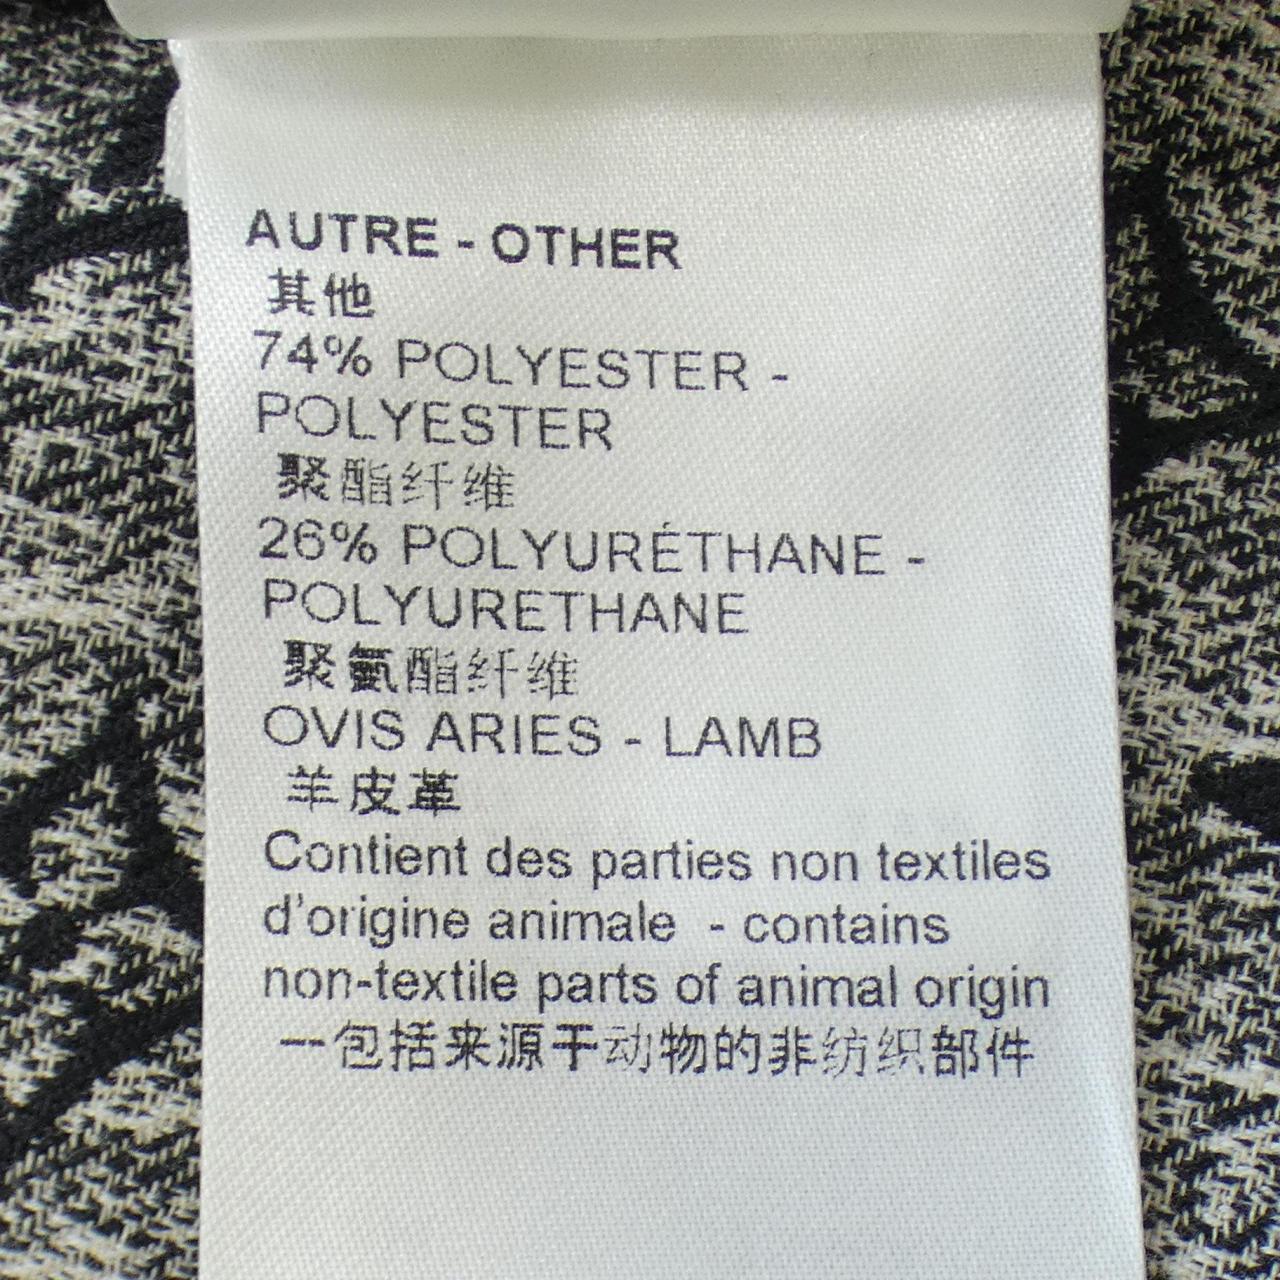 AUTRE - OTHER
其他
74% POLYESTER -
POLYESTER
聚酯纤维
26% POLYURÉTHANE -
POLYURETHANE
聚氨酯纤维
OVIS ARIES - LAMB
羊皮革
Contient des parties non textiles
d'origine animale - contains
non-textile parts of animal origin
一包括来源于动物的非纺织部件